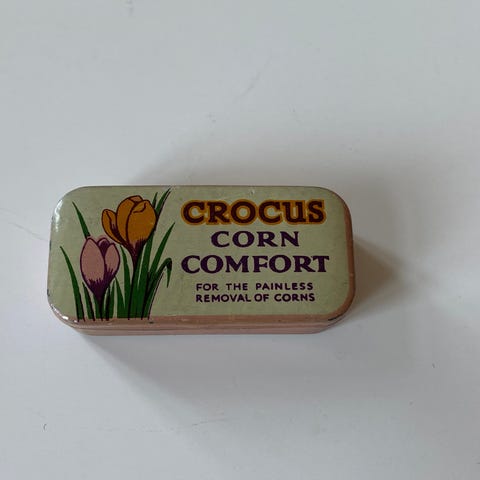 CROCUS
CORN
COMFORT
FOR THE PAINLESS
REMOVAL OF CORNS